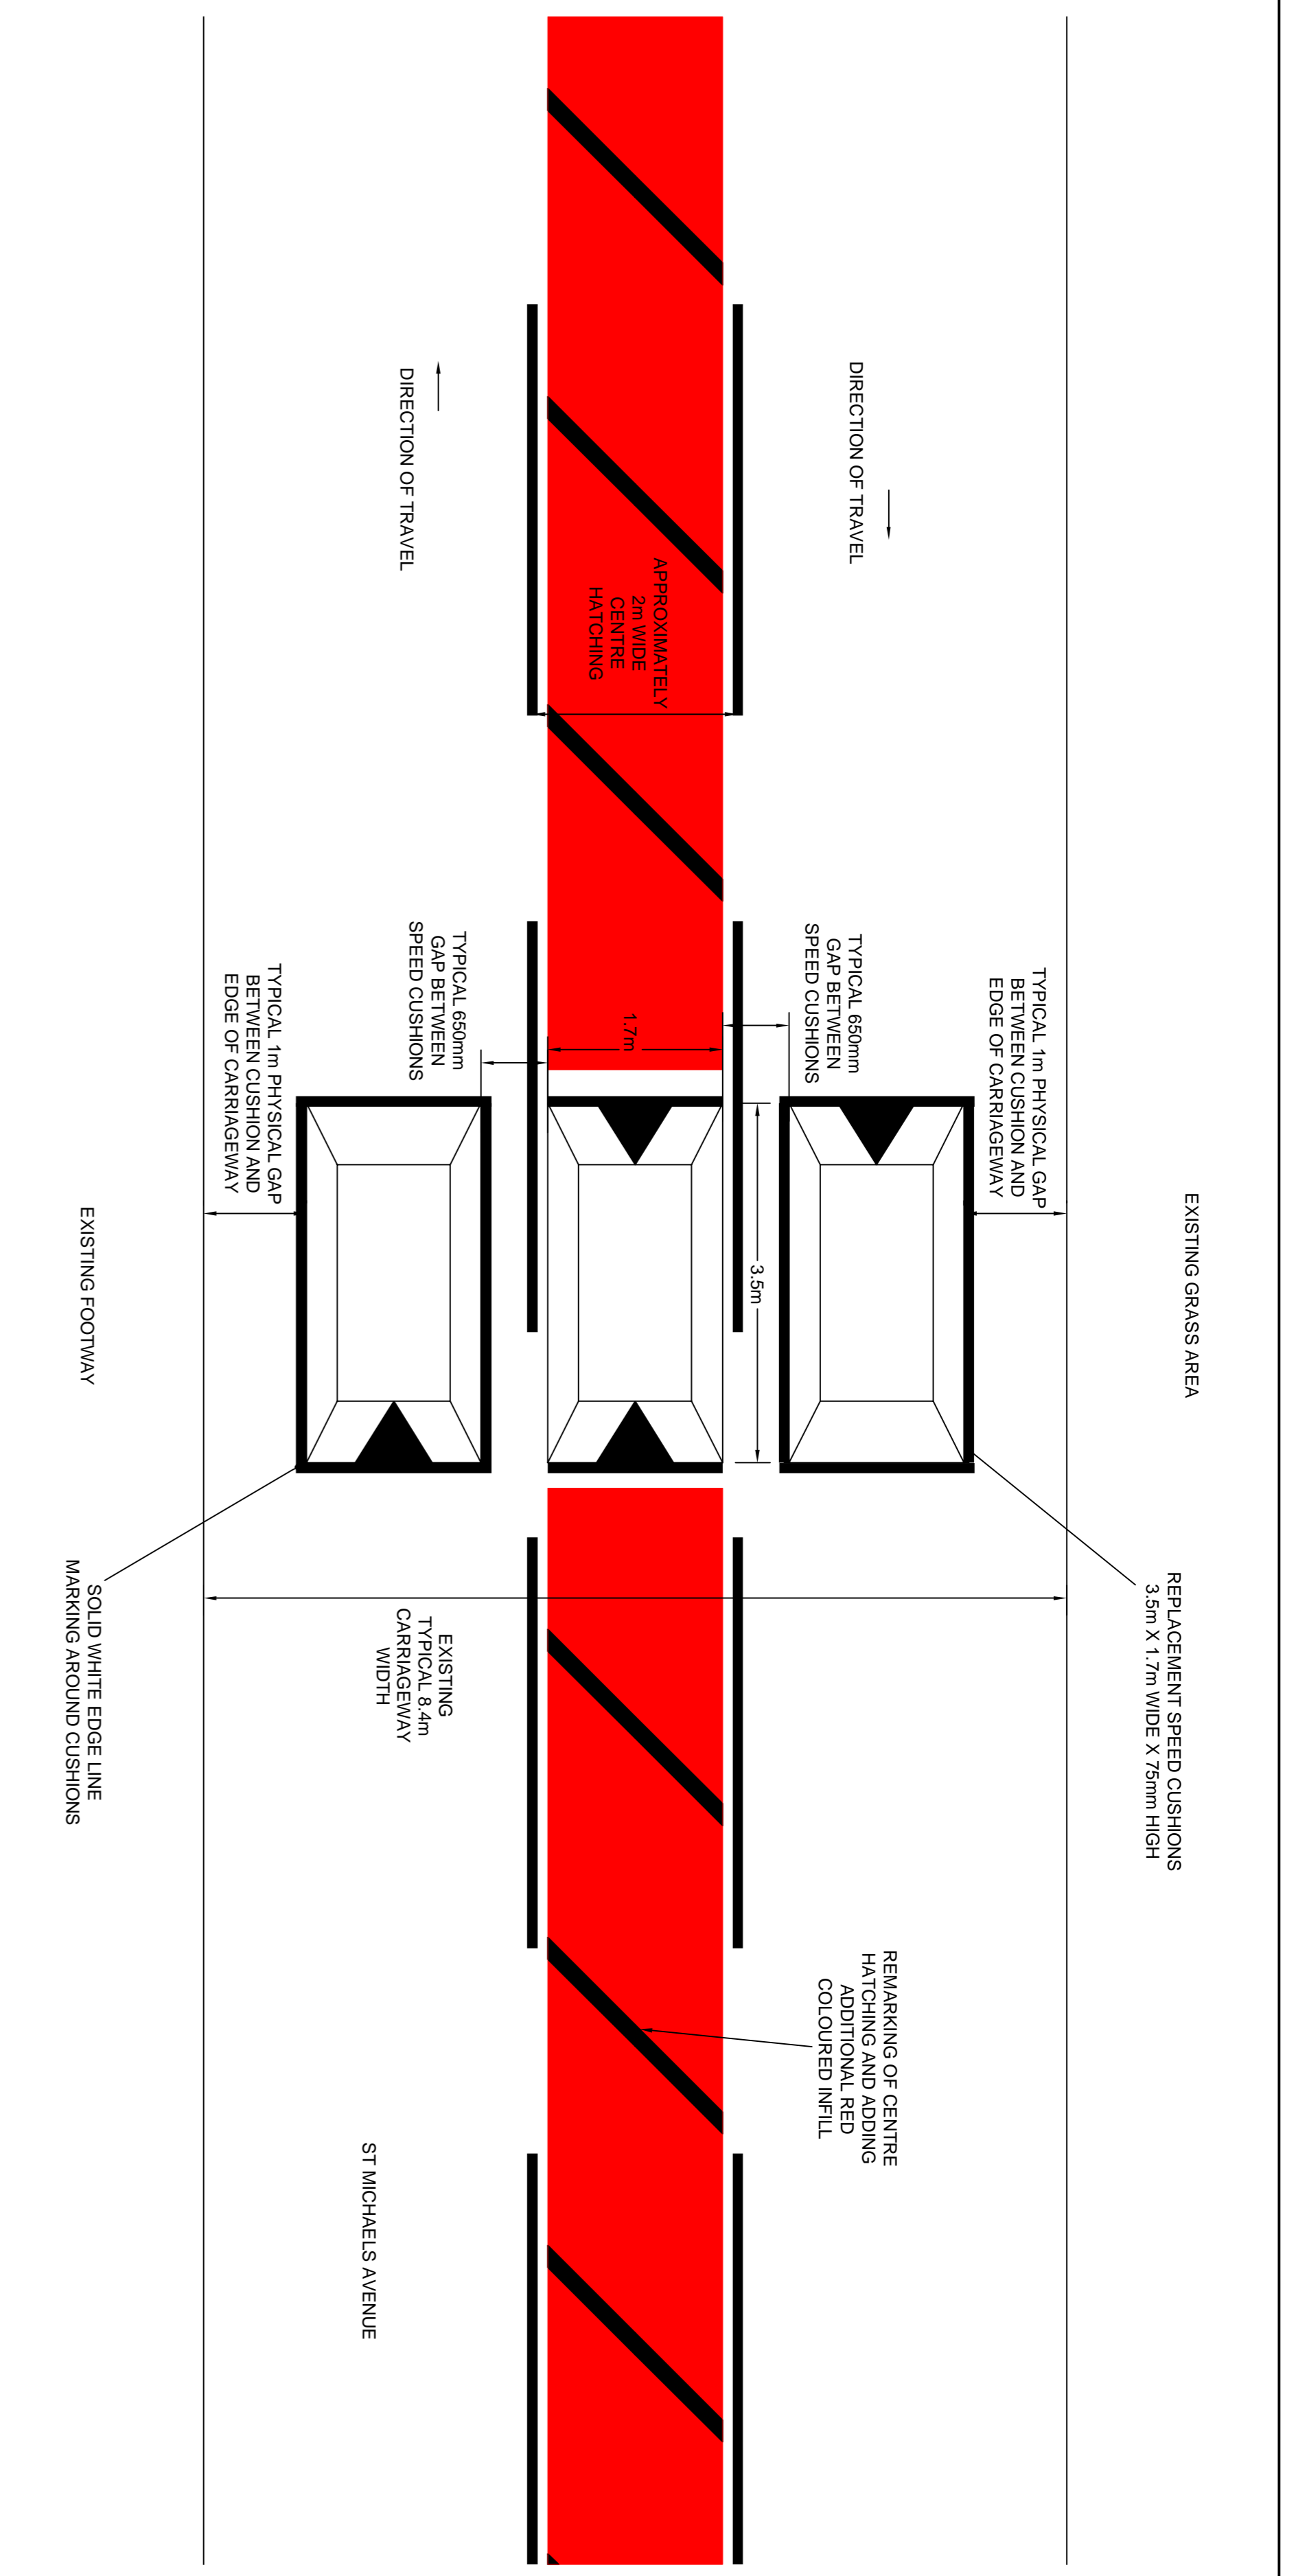 EXISTING GRASS AREA
REPLACEMENT SPEED CUSHIONS
3.5m X 1.7m WIDE X 75mm HIGH
TYPICAL 1m PHYSICAL GAP
BETWEEN CUSHION AND
EDGE OF CARRIAGEWAY
DIRECTION OF TRAVEL
TYPICAL 650mm
GAP BETWEEN
SPEED CUSHIONS
REMARKING OF CENTRE
HATCHING AND ADDING
ADDITIONAL RED
COLOURED INFILL
3.5m
APPROXIMATELY
2m WIDE
CENTRE
HATCHING
1.7m
TYPICAL 650mm
GAP BETWEEN
SPEED CUSHIONS
EXISTING
TYPICAL 8.4m
CARRIAGEWAY
WIDTH
DIRECTION OF TRAVEL
ST MICHAELS AVENUE
TYPICAL 1m PHYSICAL GAP
BETWEEN CUSHION AND
EDGE OF CARRIAGEWAY
EXISTING FOOTWAY
SOLID WHITE EDGE LINE
MARKING AROUND CUSHIONS